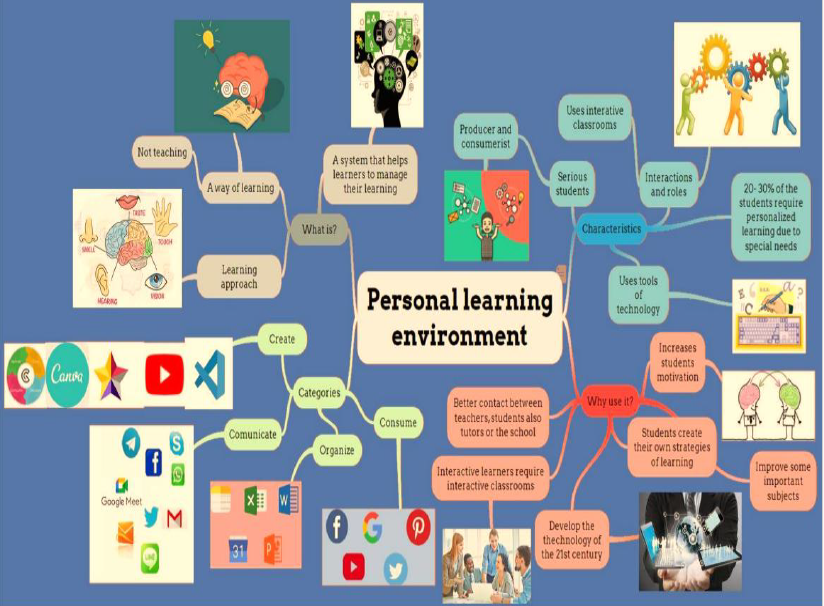 Personal learning
environment
What is?
A system that helps
learners to manage
their learning
A way of learning
Not teaching
Learning
approach
TASTE
SMELL
TOUCH
HEARING
VISION
Characteristics
Serious
students
Producer and
consumerist
Interactions
and roles
Uses interative
classrooms
20- 30% of the
students require
personalized
learning due to
special needs
Uses tools
of
technology
Categories
Create
Canva
Comunicate
Google Meet
LINE
Organize
31
Consume
Why use it?
Increases
students
motivation
Students create
their own strategies
of learning
Improve some
important
subjects
Develop the
thechnology of
the 21st century
Interactive learners require
interactive classrooms
Better contact between
teachers, students also
tutors or the school